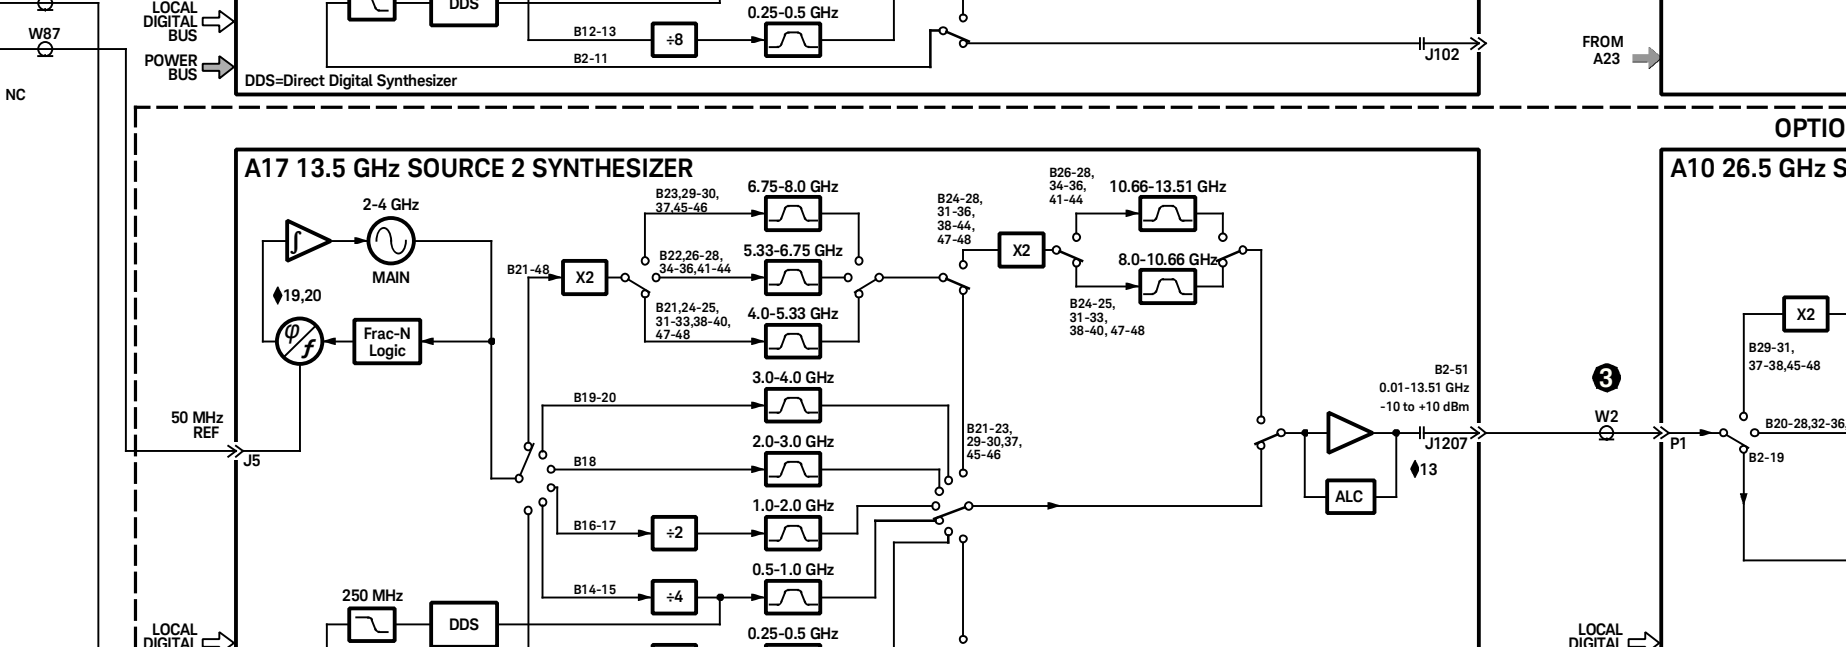 LOCAL
DIGITAL
BUS
DDS
0.25-0.5 GHz
W87
B12-13
÷8
B2-11
J102
FROM
A23
POWER
BUS
DDS=Direct Digital Synthesizer
NC
OPTIO
A17 13.5 GHz SOURCE 2 SYNTHESIZER
A10 26.5 GHz S
2-4 GHz
∫
MAIN
19,20
φ/f
Frac-N
Logic
50 MHz
REF
J5
B21-48
X2
B23,29-30,
37,45-46
6.75-8.0 GHz
B22,26-28,
34-36,41-44
5.33-6.75 GHz
B21,24-25,
31-33,38-40,
47-48
4.0-5.33 GHz
B24-28,
31-36,
38-44,
47-48
X2
B26-28,
34-36,
41-44
10.66-13.51 GHz
8.0-10.66 GHz
B24-25,
31-33,
38-40, 47-48
3.0-4.0 GHz
B19-20
2.0-3.0 GHz
B18
B21-23,
29-30,37,
45-46
1.0-2.0 GHz
B16-17
÷2
0.5-1.0 GHz
B14-15
÷4
250 MHz
DDS
0.25-0.5 GHz
B2-51
0.01-13.51 GHz
-10 to +10 dBm
J1207
13
ALC
3
W2
P1
X2
B29-31,
37-38,45-48
B20-28,32-36,
B2-19
LOCAL
DIGITAL
LOCAL
DIGITAL